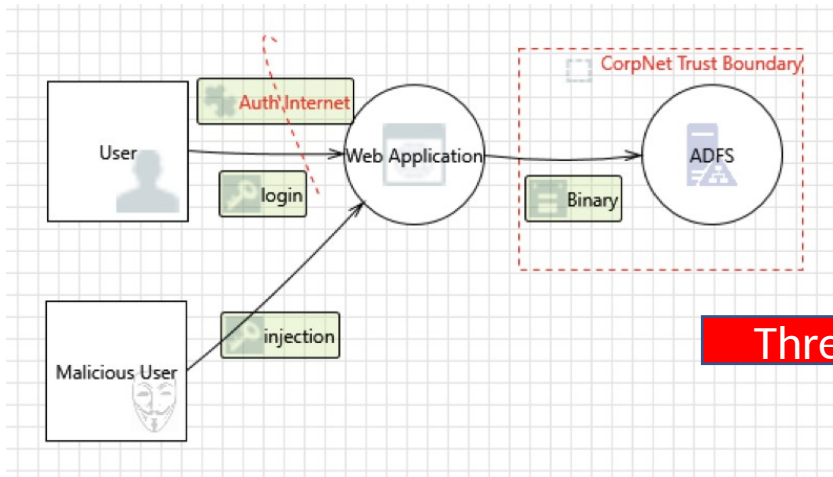 CorpNet Trust Boundary
Auth Internet
User
Web Application
ADFS
login
Binary
injection
Thre
Malicious User